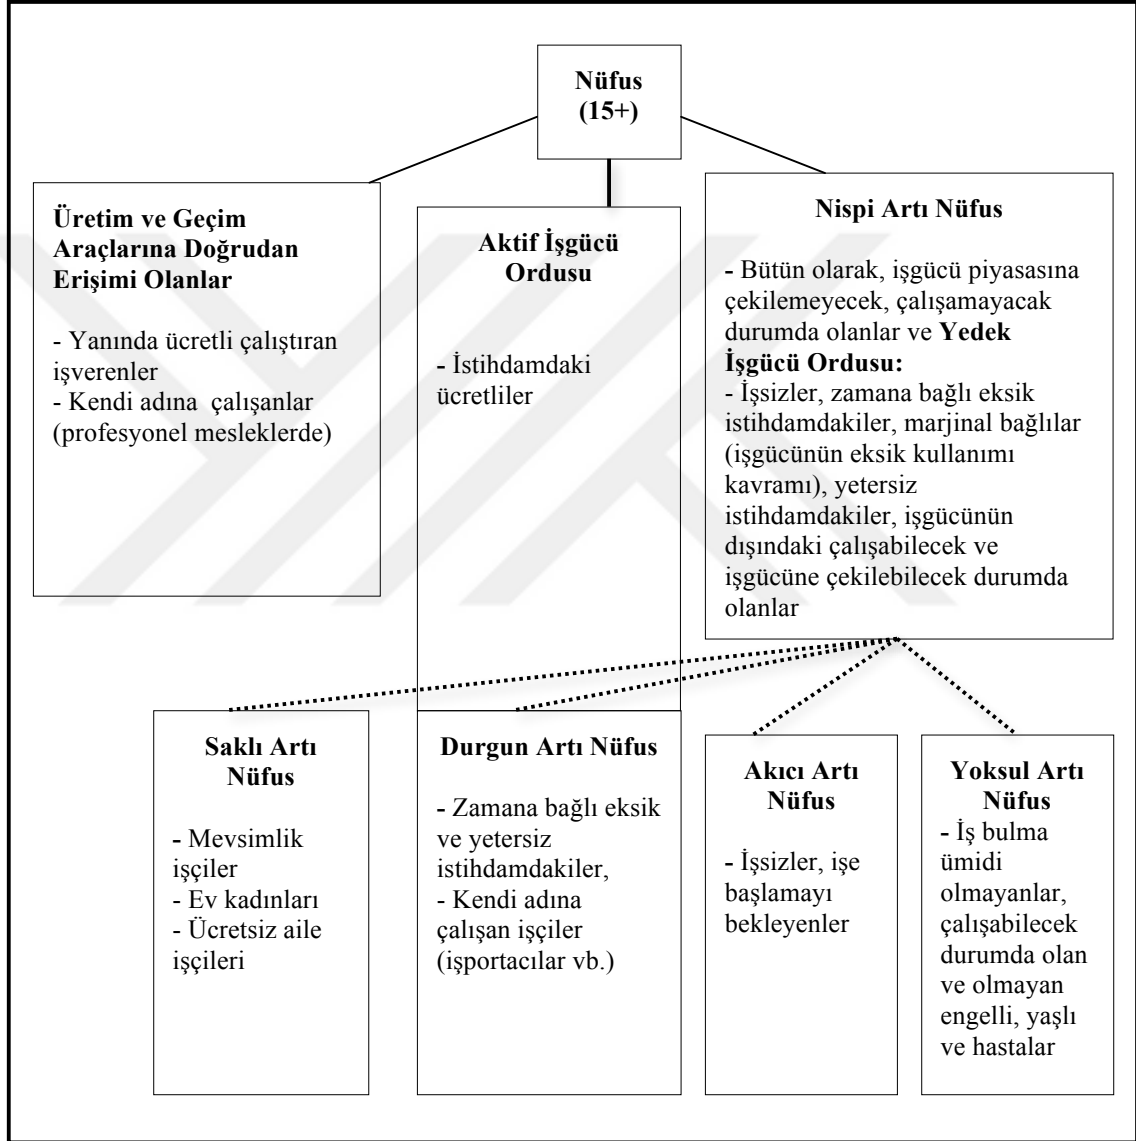 Nüfus
(15+)
Üretim ve Geçim
Araçlarına Doğrudan
Erişimi Olanlar
- Yanında ücretli çalıştıran
işverenler
- Kendi adına çalışanlar
(profesyonel mesleklerde)
Aktif İşgücü
Ordusu
- İstihdamdaki
ücretliler
Nispi Artı Nüfus
- Bütün olarak, işgücü piyasasına
çekilemeyecek, çalışamayacak
durumda olanlar ve Yedek
İşgücü Ordusu:
- İşsizler, zamana bağlı eksik
istihdamdakiler, marjinal bağlılar
(işgücünün eksik kullanımı
kavramı), yetersiz
istihdamdakiler, işgücünün
dışındaki çalışabilecek ve
işgücüne çekilebilecek durumda
olanlar
Saklı Artı
Nüfus
- Mevsimlik
işçiler
- Ev kadınları
- Ücretsiz aile
işçileri
Durgun Artı Nüfus
- Zamana bağlı eksik
ve yetersiz
istihdamdakiler,
- Kendi adına
çalışan işçiler
(işportacılar vb.)
Akıcı Artı
Nüfus
- İşsizler, işe
başlamayı
bekleyenler
Yoksul Artı
Nüfus
- İş bulma
ümidi
olmayanlar,
çalışabilecek
durumda olan
ve olmayan
engelli, yaşlı
ve hastalar